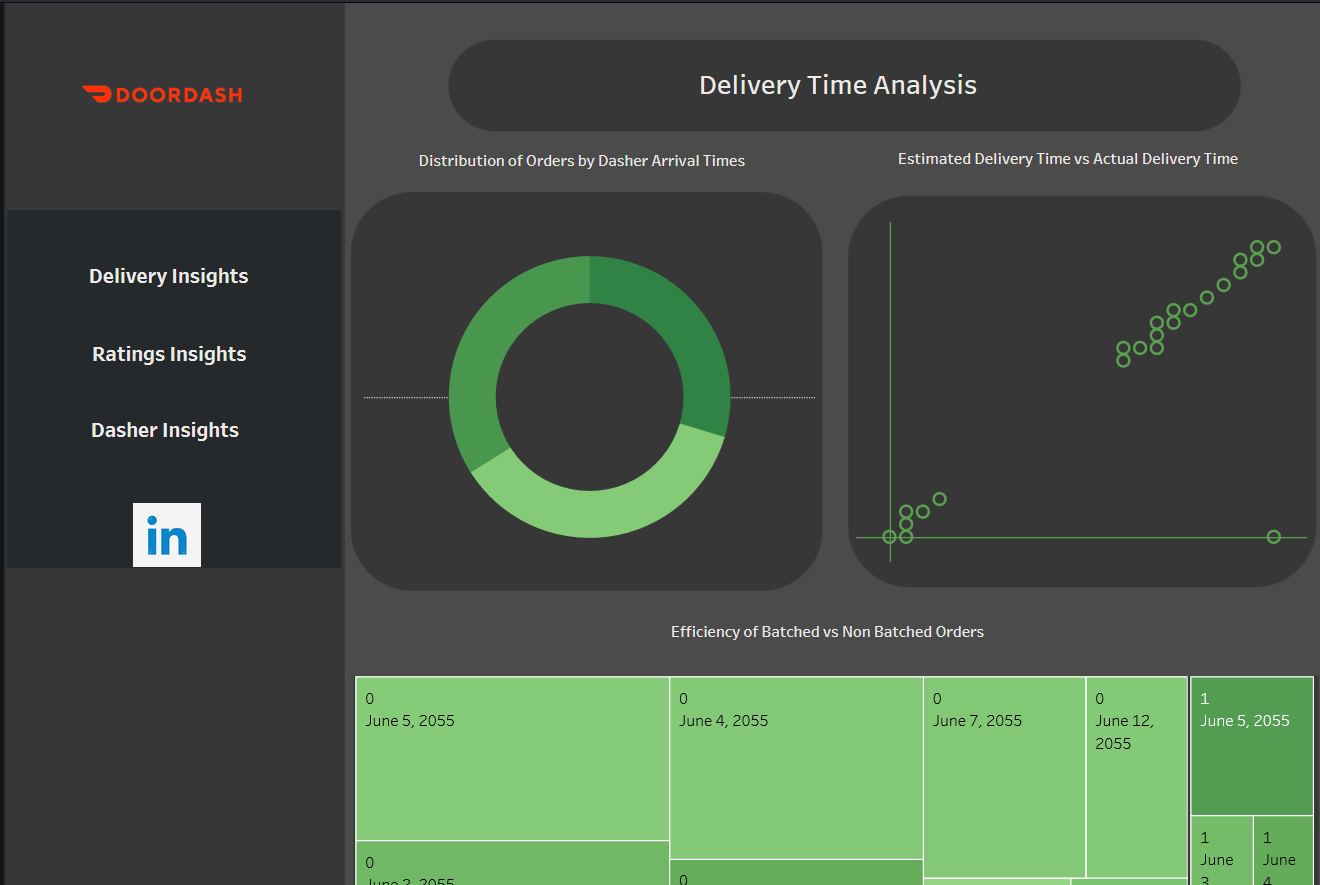 DOORDASH
Delivery Insights
Ratings Insights
Dasher Insights
in
Delivery Time Analysis
Distribution of Orders by Dasher Arrival Times
Estimated Delivery Time vs Actual Delivery Time
Efficiency of Batched vs Non Batched Orders
0
June 5, 2055
0
June 4, 2055
0
June 7, 2055
0
June 12,
2055
1
June 5, 2055
0
June 2, 2055
0
1
June
3
1
June
4